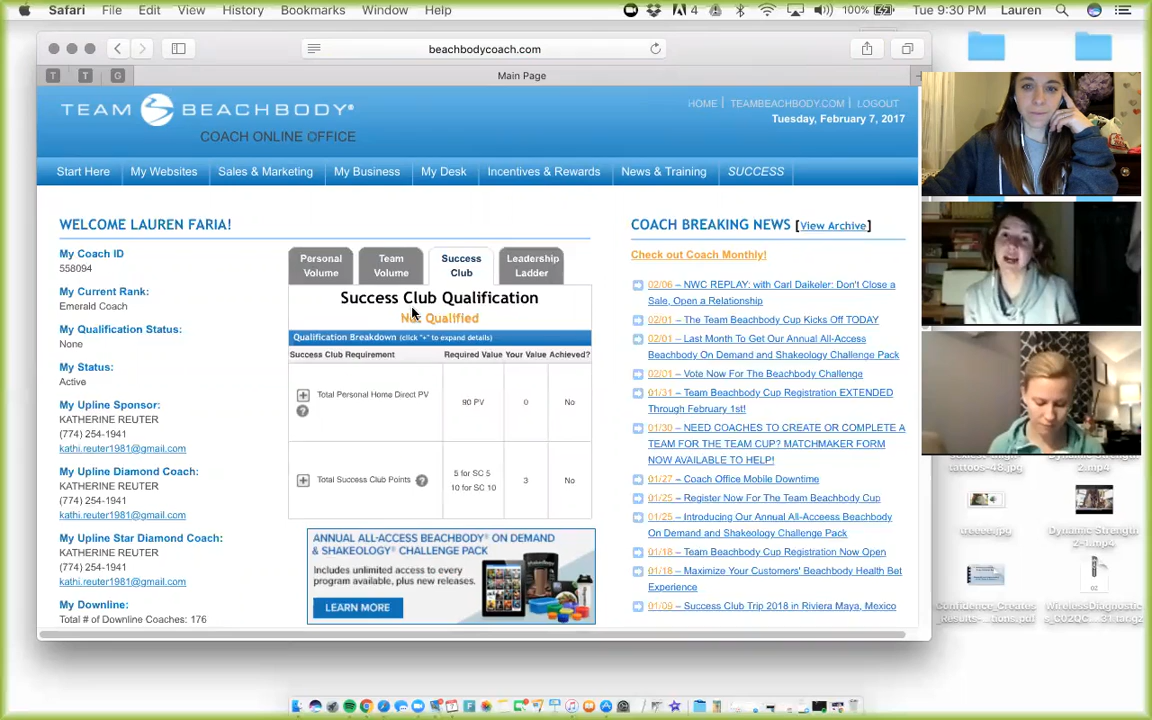 Safari File Edit View History Bookmarks Window Help 4 100% Tue 9:30 PM Lauren
beachbodycoach.com
T T G Main Page
TEAM BEACHBODY®
COACH ONLINE OFFICE
HOME | TEAMBEACHBODY.COM | LOGOUT
Tuesday, February 7, 2017
Start Here My Websites Sales & Marketing My Business My Desk Incentives & Rewards News & Training SUCCESS
WELCOME LAUREN FARIA!
My Coach ID
558094
My Current Rank:
Emerald Coach
My Qualification Status:
None
My Status:
Active
My Upline Sponsor:
KATHERINE REUTER
(774) 254-1941
kathi.reuter1981@gmail.com
My Upline Diamond Coach:
KATHERINE REUTER
(774) 254-1941
kathi.reuter1981@gmail.com
My Upline Star Diamond Coach:
KATHERINE REUTER
(774) 254-1941
kathi.reuter1981@gmail.com
My Downline:
Total # of Downline Coaches: 176
Personal Volume
Team Volume
Success Club
Leadership Ladder
Success Club Qualification
Not Qualified
Qualification Breakdown (click "+" to expand details)
Success Club Requirement Required Value Your Value Achieved?
Total Personal Home Direct PV 90 PV 0 No
Total Success Club Points 5 for SC 5 3 No
10 for SC 10
ANNUAL ALL-ACCESS BEACHBODY® ON DEMAND
& SHAKEOLOGY® CHALLENGE PACK
Includes unlimited access to every
program available, plus new releases.
LEARN MORE
COACH BREAKING NEWS [View Archive]
Check out Coach Monthly!
02/06 – NWC REPLAY: with Carl Daikeler: Don't Close a
Sale, Open a Relationship
02/01 – The Team Beachbody Cup Kicks Off TODAY
02/01 – Last Month To Get Our Annual All-Access
Beachbody On Demand and Shakeology Challenge Pack
02/01 – Vote Now For The Beachbody Challenge
01/31 – Team Beachbody Cup Registration EXTENDED
Through February 1st!
01/30 – NEED COACHES TO CREATE OR COMPLETE A
TEAM FOR THE TEAM CUP? MATCHMAKER FORM
NOW AVAILABLE TO HELP!
01/27 – Coach Office Mobile Downtime
01/25 – Register Now For The Team Beachbody Cup
01/25 – Introducing Our Annual All-Acceess Beachbody
On Demand and Shakeology Challenge Pack
01/18 – Team Beachbody Cup Registration Now Open
01/18 – Maximize Your Customers' Beachbody Health Bet
Experience
01/09 – Success Club Trip 2018 in Riviera Maya, Mexico
tattoos-48.jpg
Dynamic Strength
2-1.mp4
Confidence_Creates